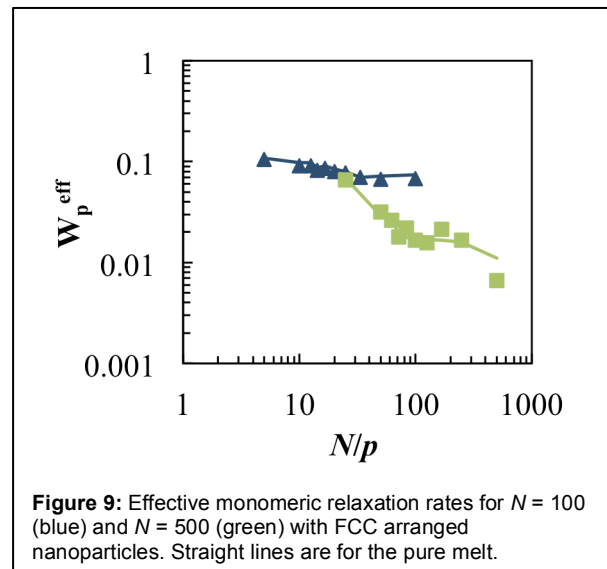 1
0.1
0.01
0.001
W_p^eff
1 10 100 1000
N/p
Figure 9: Effective monomeric relaxation rates for N = 100
(blue) and N = 500 (green) with FCC arranged
nanoparticles. Straight lines are for the pure melt.